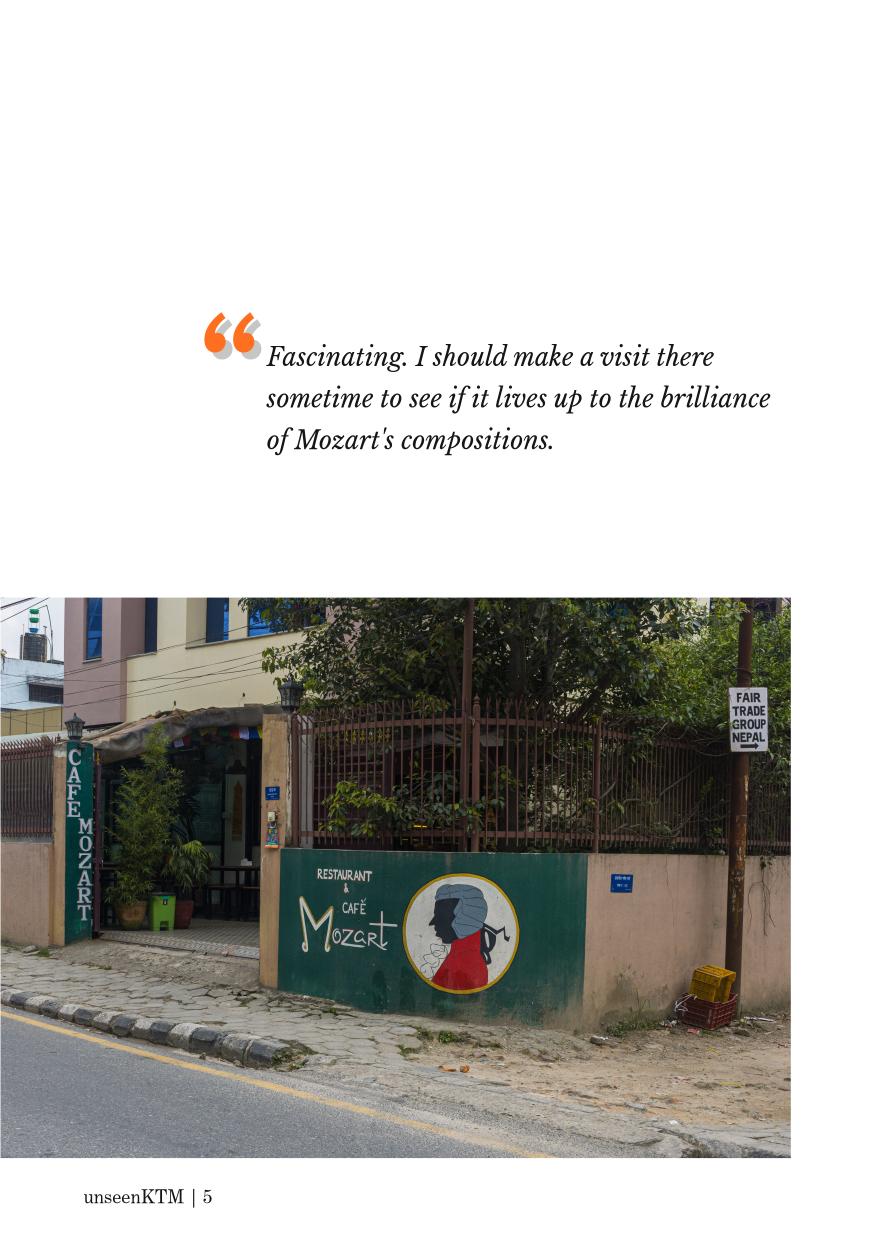 “Fascinating. I should make a visit there
sometime to see if it lives up to the brilliance
of Mozart's compositions.
FAIR
TRADE
GROUP
NEPAL
CAFE
MOZART
RESTAURANT
&
CAFĚ
Mozart
unseenKTM | 5